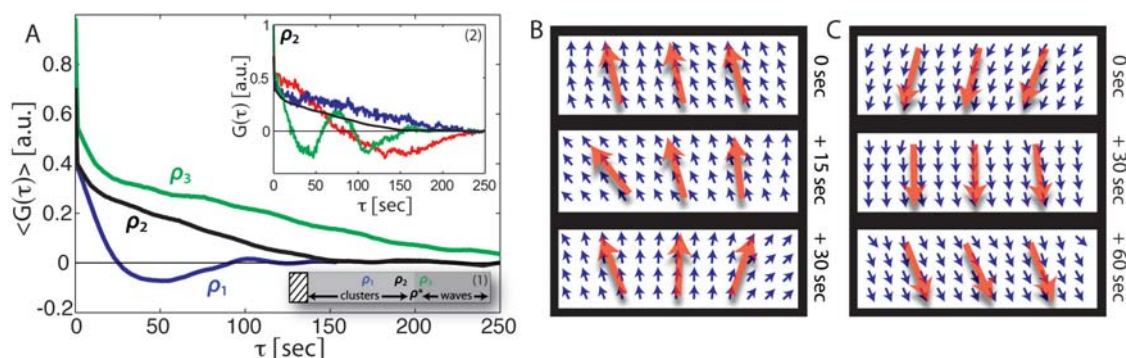 A
<G(τ)> [a.u.]
0.8
0.6
0.4
0.2
0
-0.2
0
50
100
150
200
250
τ [sec]
ρ3
ρ2
ρ1
ρ2
(2)
G(τ) [a.u.]
1
0.5
0
0
50
100
150
200
250
τ [sec]
ρ1 ρ2 ρ3 (1)
clusters ρ* waves
B
0 sec
+ 15 sec
+ 30 sec
C
0 sec
+ 30 sec
+ 60 sec